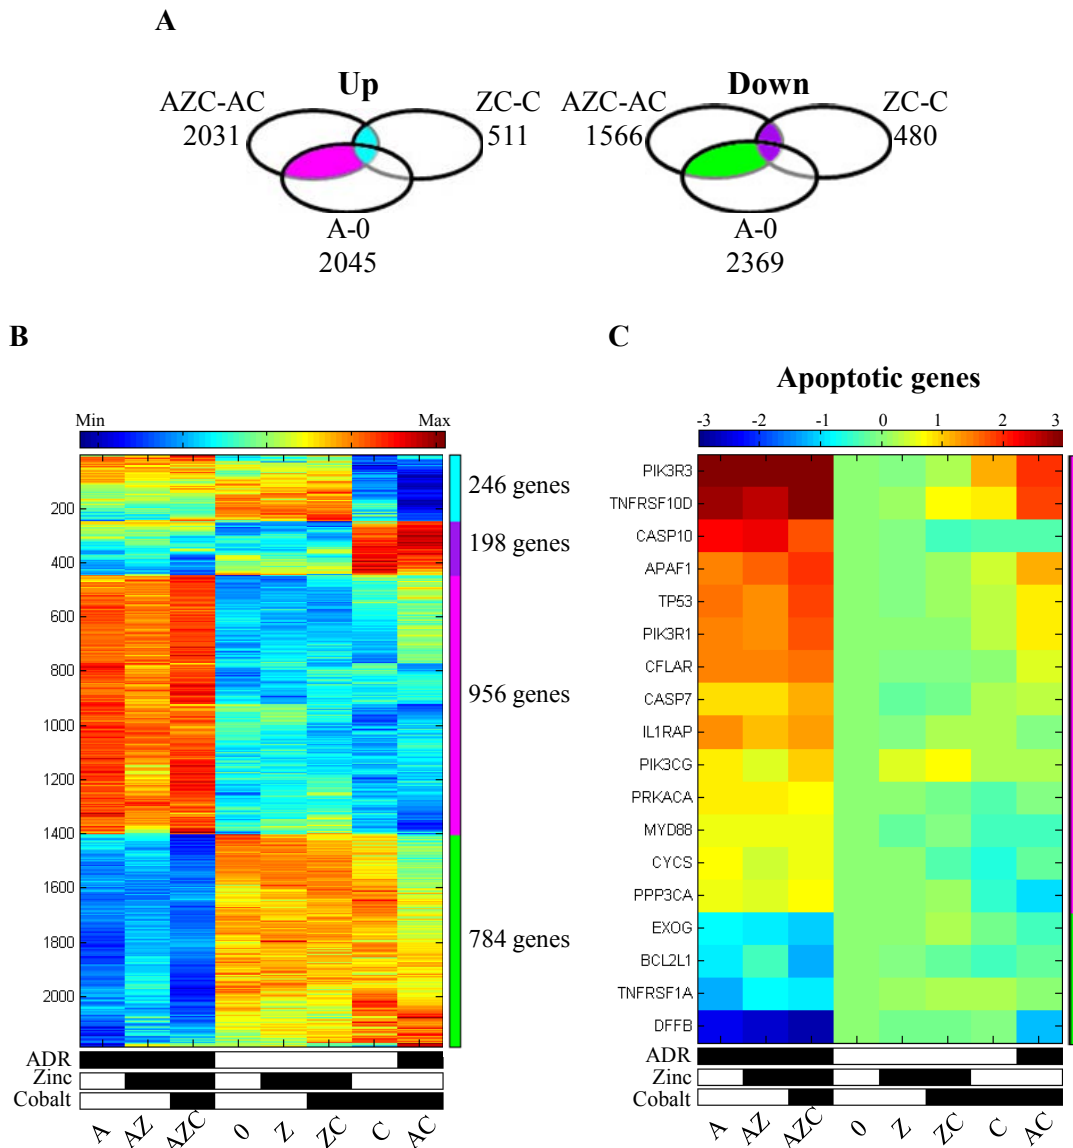 A
Up
Down
AZC-AC
2031
ZC-C
511
A-0
2045
AZC-AC
1566
ZC-C
480
A-0
2369
B
Min
Max
200
400
600
800
1000
1200
1400
1600
1800
2000
246 genes
198 genes
956 genes
784 genes
ADR
Zinc
Cobalt
A AZ AZC 0 Z ZC C AC
C
Apoptotic genes
-3 -2 -1 0 1 2 3
PIK3R3
TNFRSF10D
CASP10
APAF1
TP53
PIK3R1
CFLAR
CASP7
IL1RAP
PIK3CG
PRKACA
MYD88
CYCS
PPP3CA
EXOG
BCL2L1
TNFRSF1A
DFFB
ADR
Zinc
Cobalt
A AZ AZC 0 Z ZC C AC